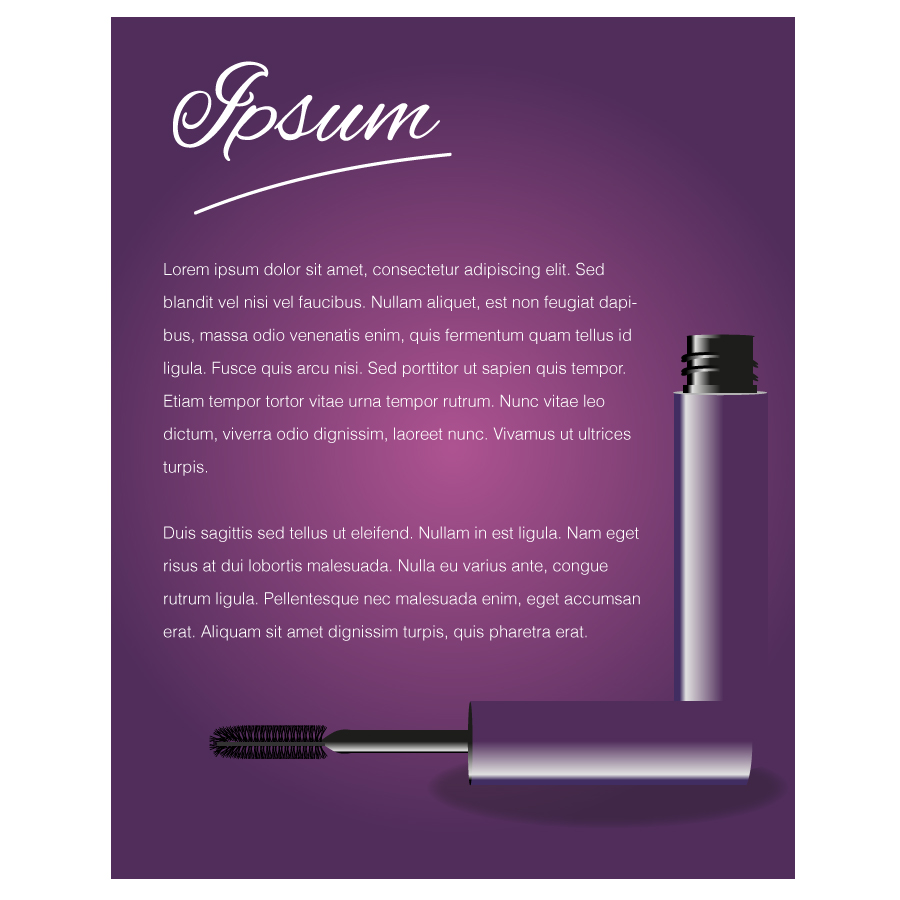 Ipsum
Lorem ipsum dolor sit amet, consectetur adipiscing elit. Sed
blandit vel nisi vel faucibus. Nullam aliquet, est non feugiat dapi-
bus, massa odio venenatis enim, quis fermentum quam tellus id
ligula. Fusce quis arcu nisi. Sed porttitor ut sapien quis tempor.
Etiam tempor tortor vitae urna tempor rutrum. Nunc vitae leo
dictum, viverra odio dignissim, laoreet nunc. Vivamus ut ultrices
turpis.
Duis sagittis sed tellus ut eleifend. Nullam in est ligula. Nam eget
risus at dui lobortis malesuada. Nulla eu varius ante, congue
rutrum ligula. Pellentesque nec malesuada enim, eget accumsan
erat. Aliquam sit amet dignissim turpis, quis pharetra erat.